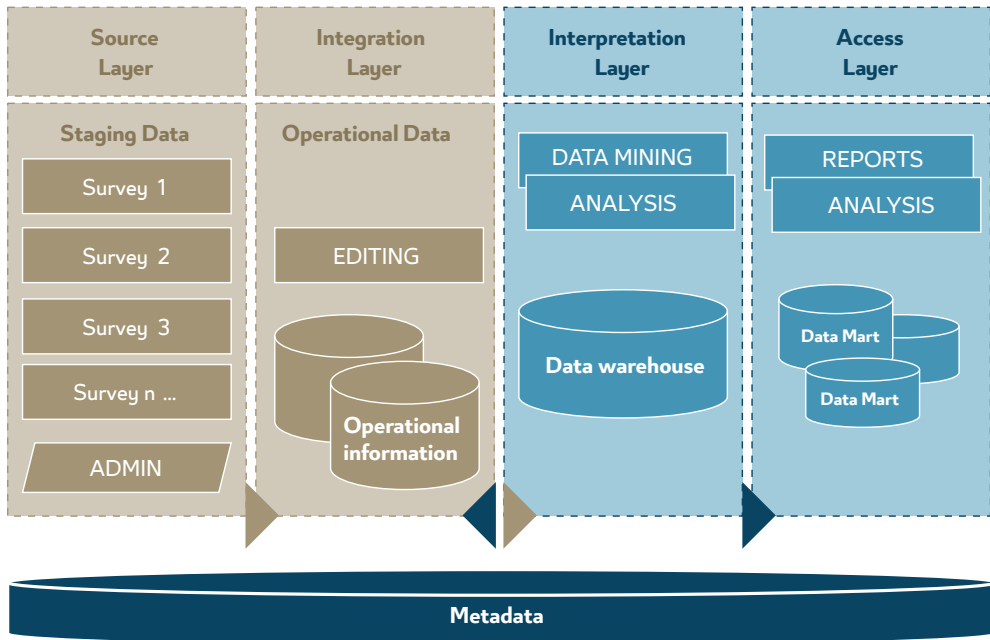 Source
Layer
Integration
Layer
Interpretation
Layer
Access
Layer
Staging Data
Survey 1
Survey 2
Survey 3
Survey n ...
ADMIN
Operational Data
EDITING
Operational
information
DATA MINING
ANALYSIS
Data warehouse
REPORTS
ANALYSIS
Data Mart
Data Mart
Metadata